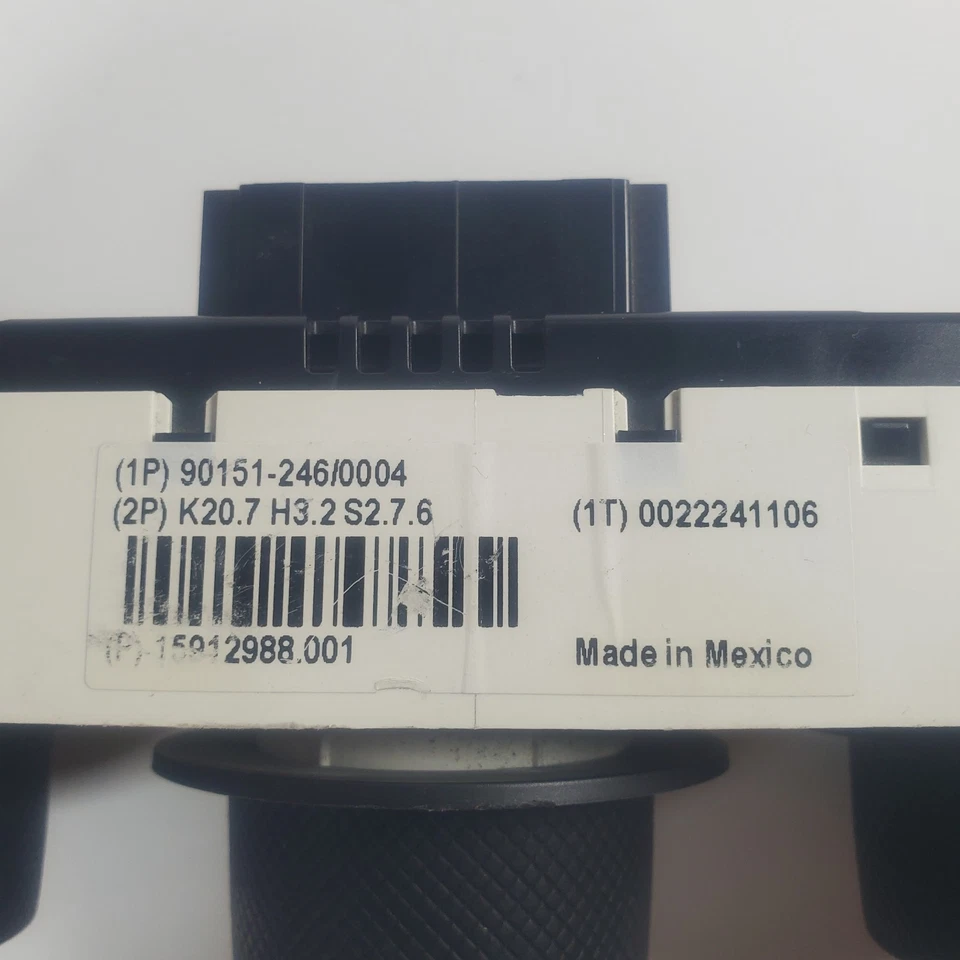 (1P) 90151-246/0004
(2P) K20.7 H3.2 S2.7.6
(1T) 0022241106
(P) 15912988.001
Made in Mexico